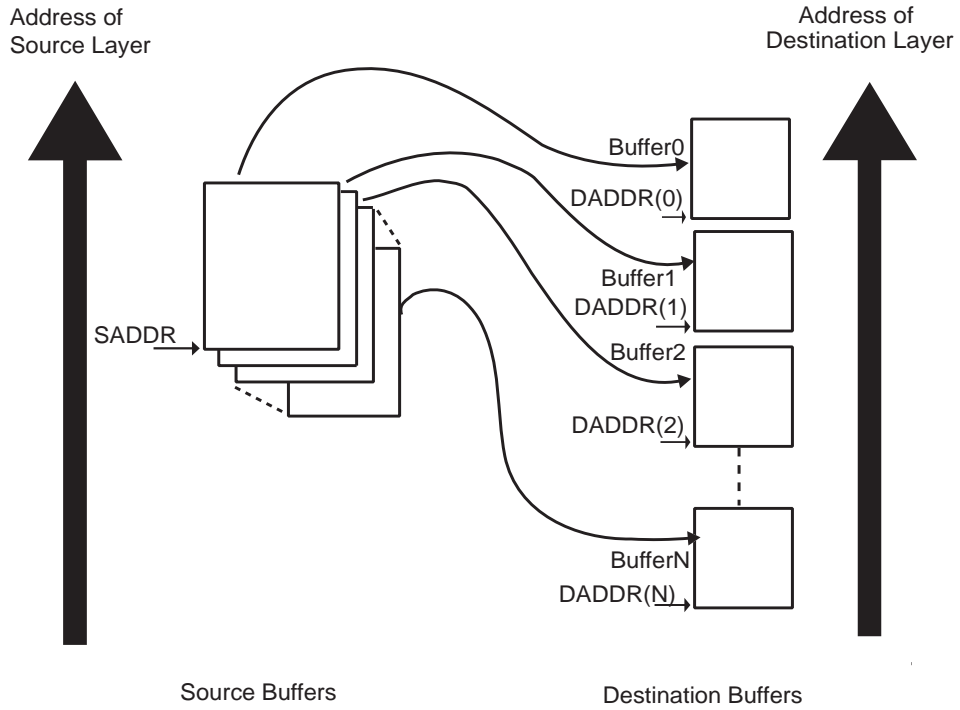 Address of
Source Layer
Address of
Destination Layer
Buffer0
DADDR(0)
Buffer1
DADDR(1)
SADDR
Buffer2
DADDR(2)
BufferN
DADDR(N)
Source Buffers
Destination Buffers